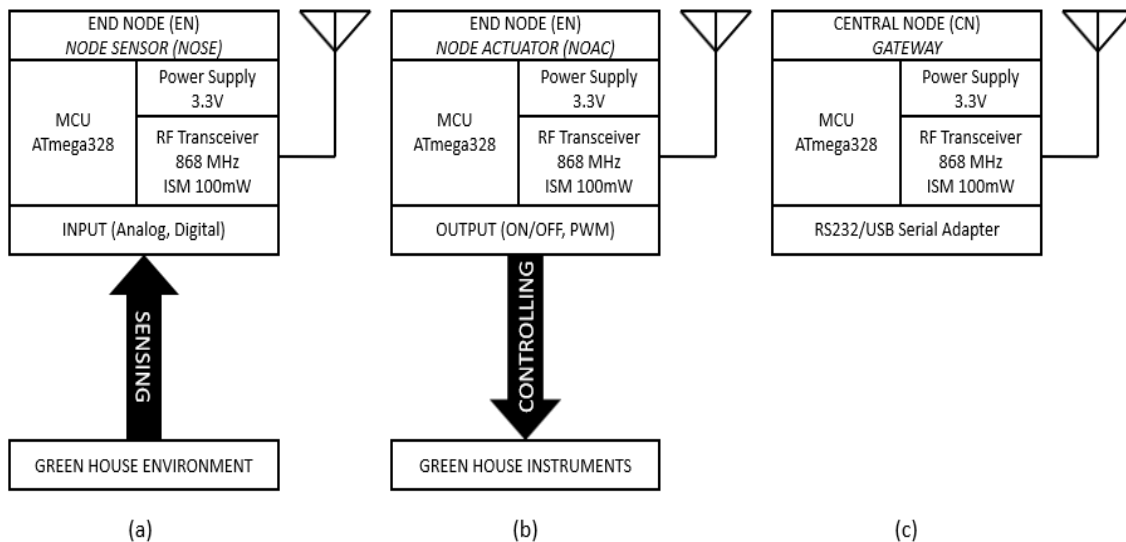 END NODE (EN)
NODE SENSOR (NOSE)
MCU
ATmega328
Power Supply
3.3V
RF Transceiver
868 MHz
ISM 100mW
INPUT (Analog, Digital)
SENSING
GREEN HOUSE ENVIRONMENT
(a)
END NODE (EN)
NODE ACTUATOR (NOAC)
MCU
ATmega328
Power Supply
3.3V
RF Transceiver
868 MHz
ISM 100mW
OUTPUT (ON/OFF, PWM)
CONTROLLING
GREEN HOUSE INSTRUMENTS
(b)
CENTRAL NODE (CN)
GATEWAY
MCU
ATmega328
Power Supply
3.3V
RF Transceiver
868 MHz
ISM 100mW
RS232/USB Serial Adapter
(c)